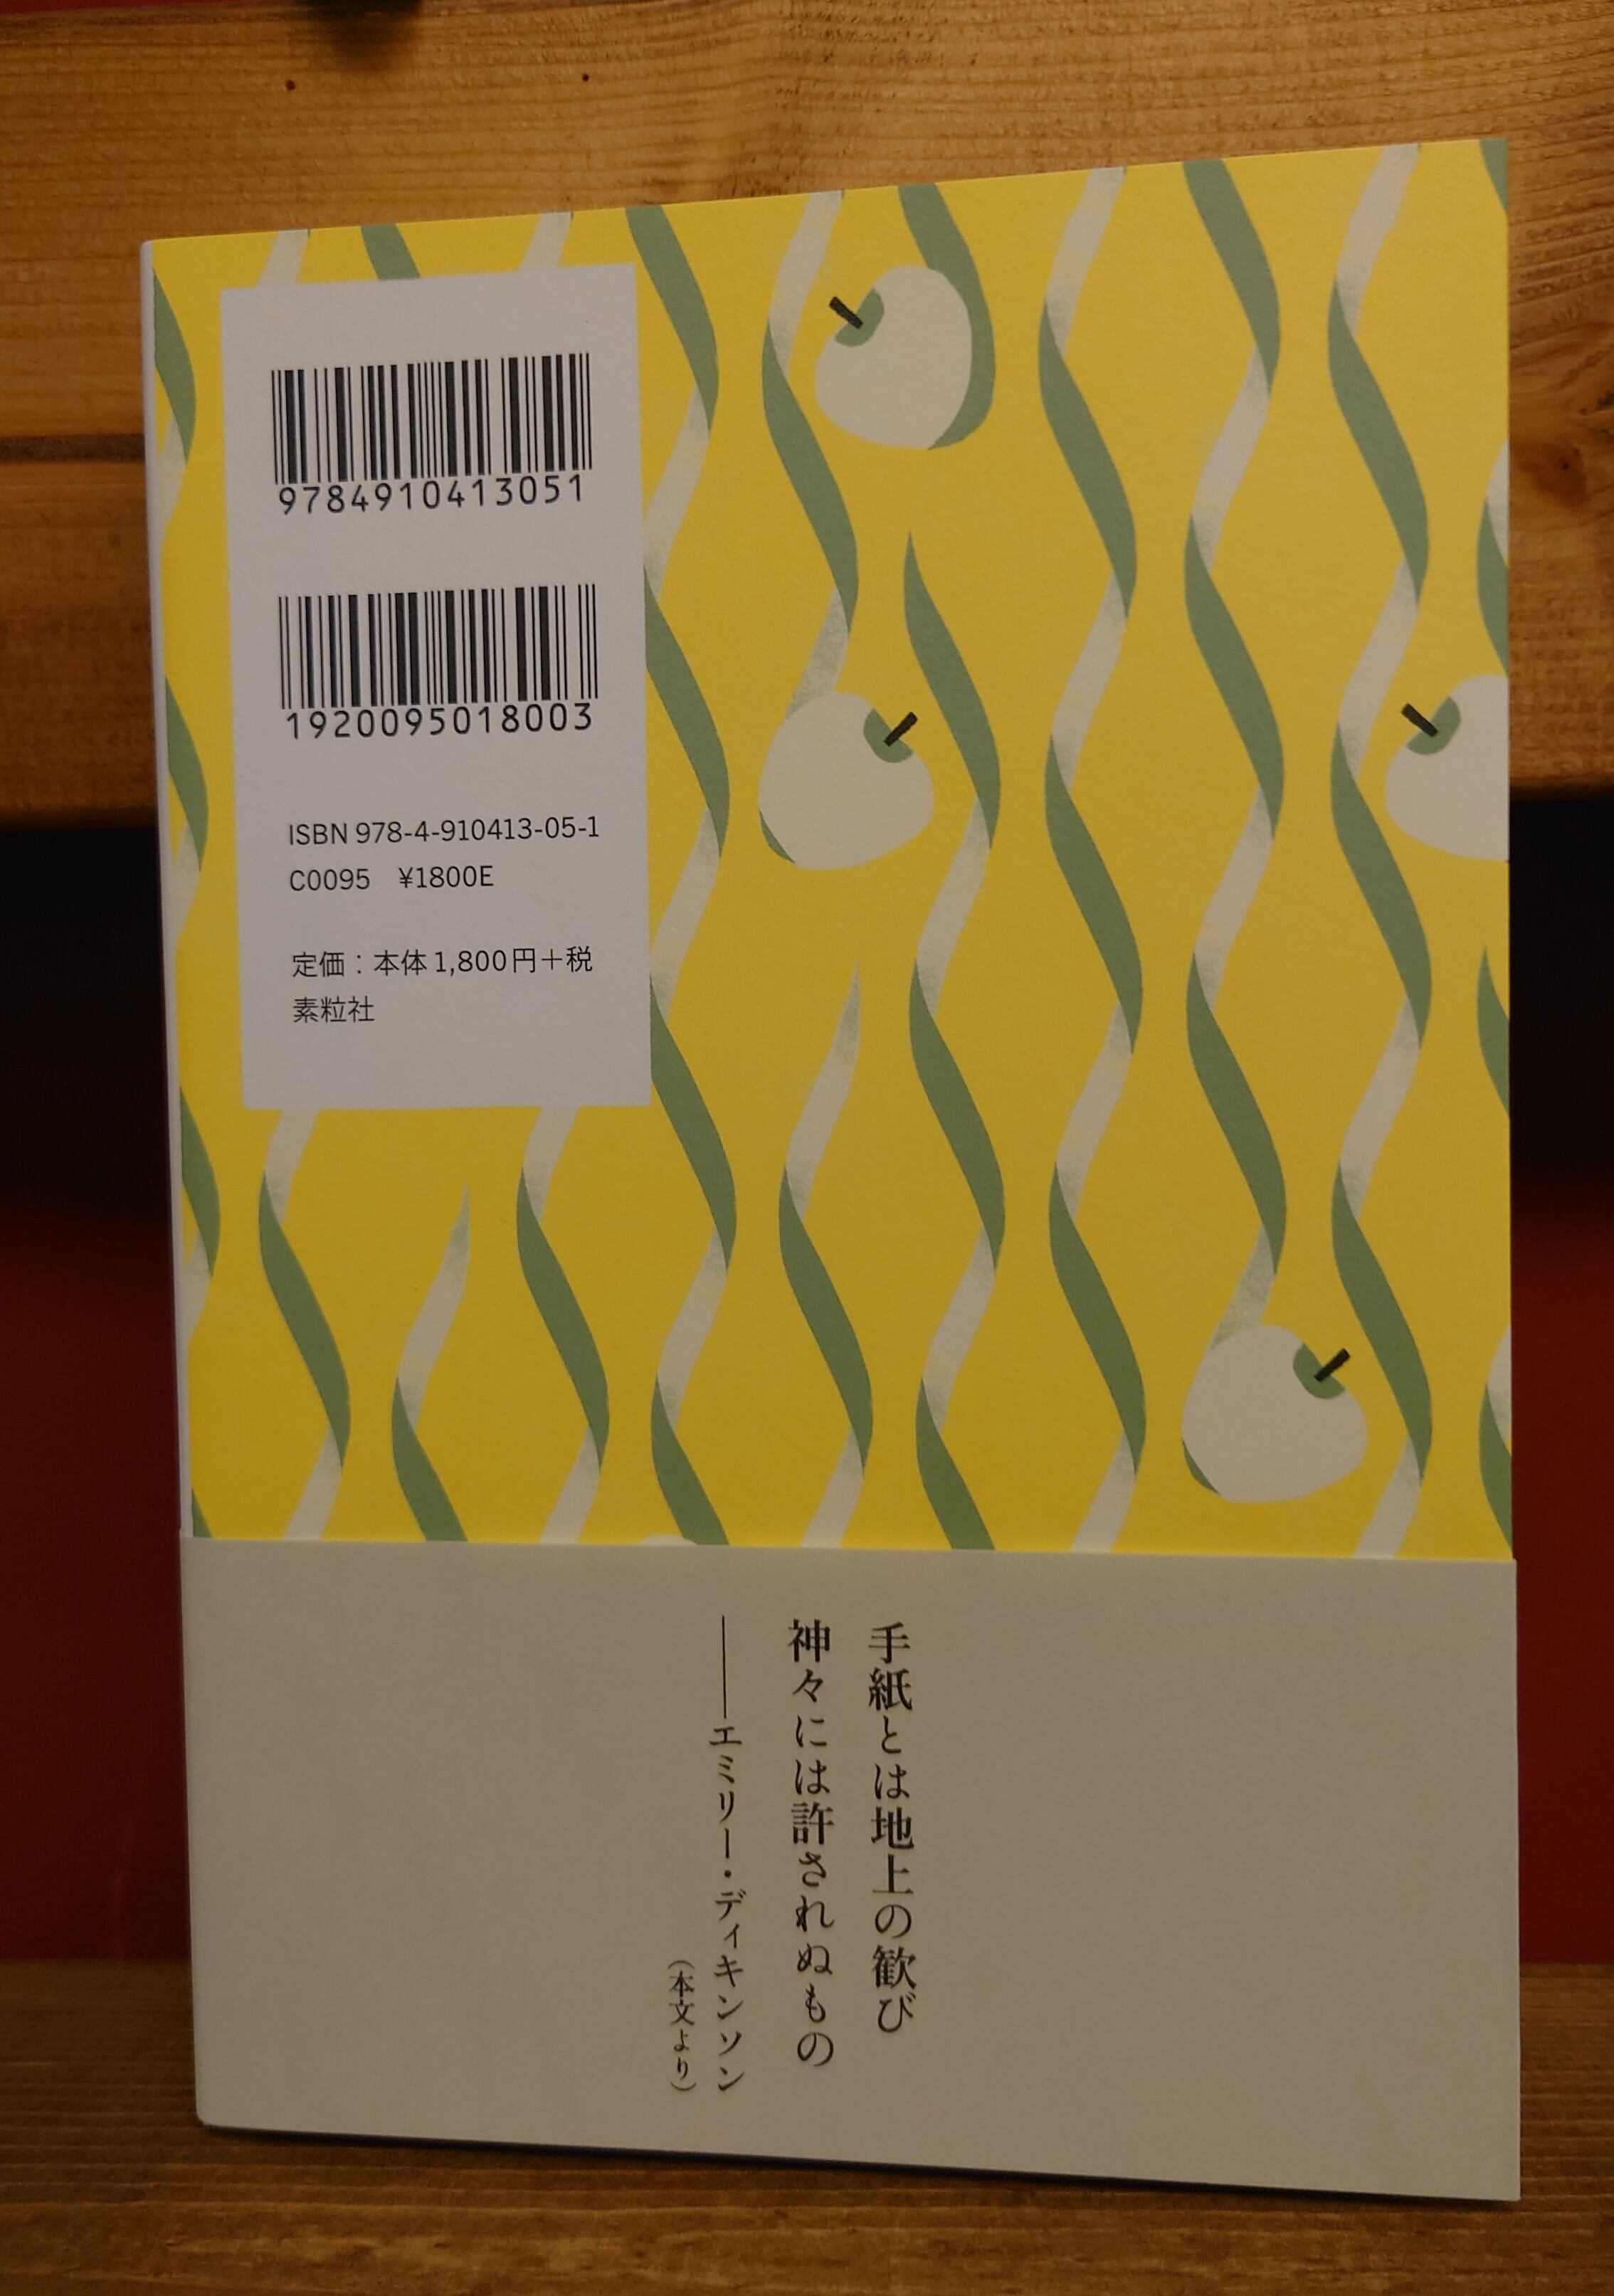 9784910413051
1920095018003
ISBN 978-4-910413-05-1
C0095　¥1800E
定価：本体1,800円＋税
素粒社
手紙とは地上の歓び
神々には許されぬもの
――エミリー・ディキンソン
（本文より）